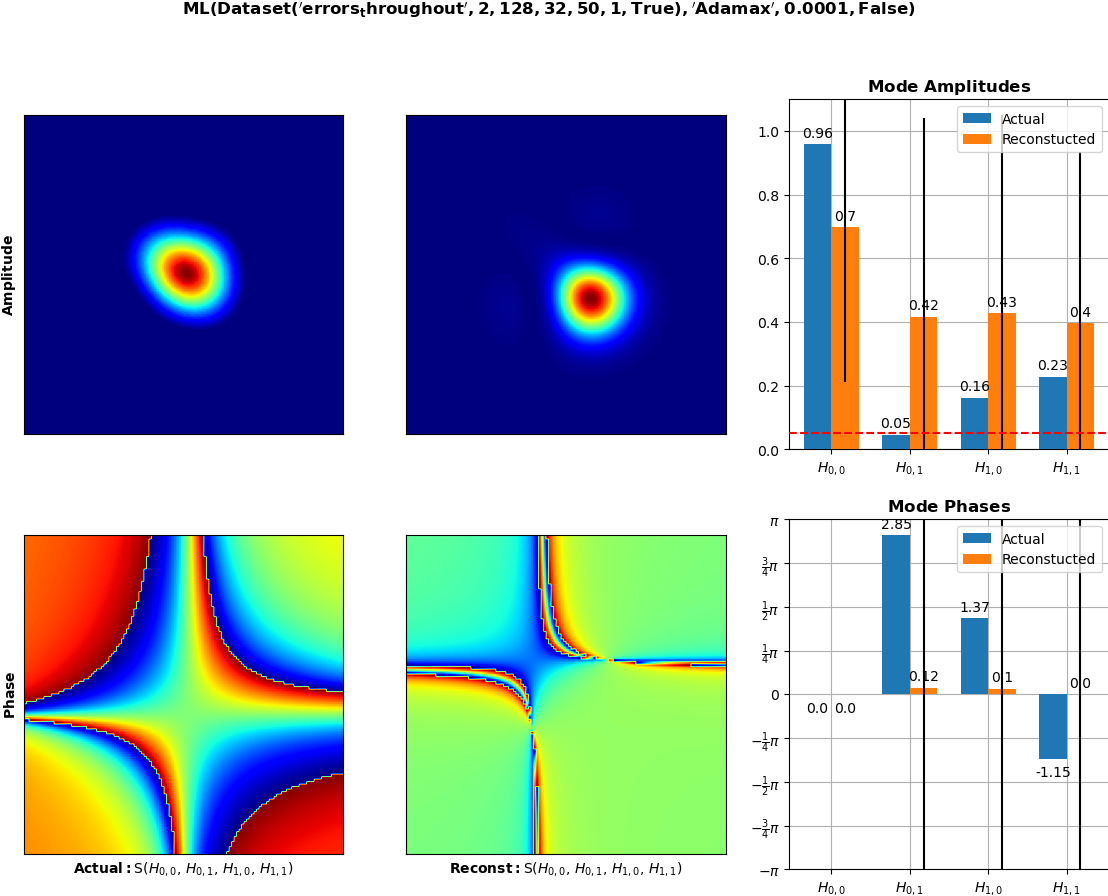 ML(Dataset('errors_throughout', 2, 128, 32, 50, 1, True), 'Adamax', 0.0001, False)
Amplitude
Mode Amplitudes
Actual
Reconstucted
1.0
0.8
0.6
0.4
0.2
0.0
0.96
0.7
0.05
0.42
0.16
0.43
0.23
0.4
H0,0
H0,1
H1,0
H1,1
Phase
Actual: S(H0,0, H0,1, H1,0, H1,1)
Reconst: S(H0,0, H0,1, H1,0, H1,1)
Mode Phases
Actual
Reconstucted
π
3/4π
1/2π
1/4π
0
−1/4π
−1/2π
−3/4π
−π
0.0
0.0
2.85
0.12
1.37
0.1
-1.15
0.0
H0,0
H0,1
H1,0
H1,1